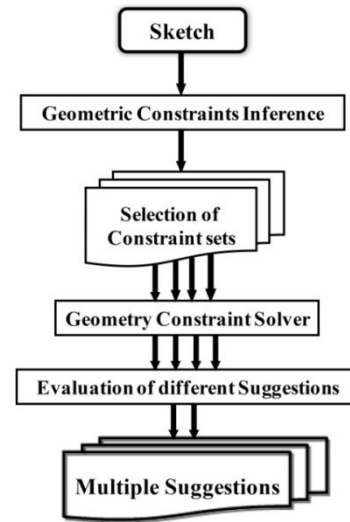 Sketch
Geometric Constraints Inference
Selection of
Constraint sets
Geometry Constraint Solver
Evaluation of different Suggestions
Multiple Suggestions